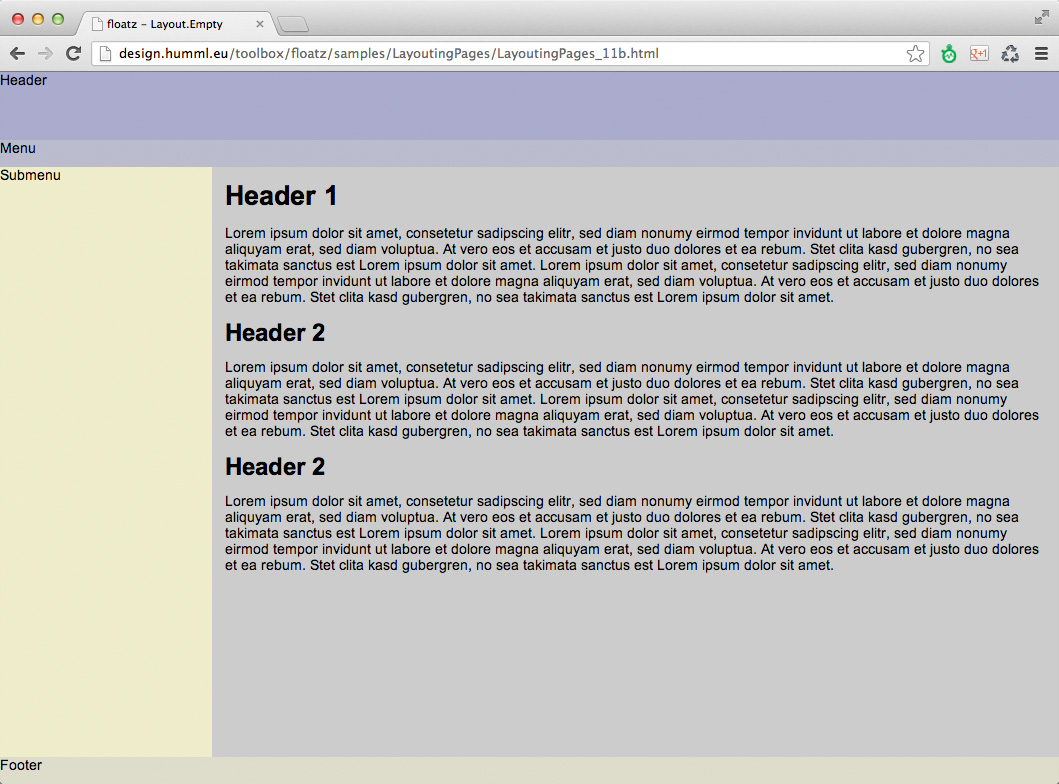 floatz – Layout.Empty
design.humml.eu/toolbox/floatz/samples/LayoutingPages/LayoutingPages_11b.html
g+1
Header
Menu
Submenu
Header 1
Lorem ipsum dolor sit amet, consetetur sadipscing elitr, sed diam nonumy eirmod tempor invidunt ut labore et dolore magna
aliquyam erat, sed diam voluptua. At vero eos et accusam et justo duo dolores et ea rebum. Stet clita kasd gubergren, no sea
takimata sanctus est Lorem ipsum dolor sit amet. Lorem ipsum dolor sit amet, consetetur sadipscing elitr, sed diam nonumy
eirmod tempor invidunt ut labore et dolore magna aliquyam erat, sed diam voluptua. At vero eos et accusam et justo duo dolores
et ea rebum. Stet clita kasd gubergren, no sea takimata sanctus est Lorem ipsum dolor sit amet.
Header 2
Lorem ipsum dolor sit amet, consetetur sadipscing elitr, sed diam nonumy eirmod tempor invidunt ut labore et dolore magna
aliquyam erat, sed diam voluptua. At vero eos et accusam et justo duo dolores et ea rebum. Stet clita kasd gubergren, no sea
takimata sanctus est Lorem ipsum dolor sit amet. Lorem ipsum dolor sit amet, consetetur sadipscing elitr, sed diam nonumy
eirmod tempor invidunt ut labore et dolore magna aliquyam erat, sed diam voluptua. At vero eos et accusam et justo duo dolores
et ea rebum. Stet clita kasd gubergren, no sea takimata sanctus est Lorem ipsum dolor sit amet.
Header 2
Lorem ipsum dolor sit amet, consetetur sadipscing elitr, sed diam nonumy eirmod tempor invidunt ut labore et dolore magna
aliquyam erat, sed diam voluptua. At vero eos et accusam et justo duo dolores et ea rebum. Stet clita kasd gubergren, no sea
takimata sanctus est Lorem ipsum dolor sit amet. Lorem ipsum dolor sit amet, consetetur sadipscing elitr, sed diam nonumy
eirmod tempor invidunt ut labore et dolore magna aliquyam erat, sed diam voluptua. At vero eos et accusam et justo duo dolores
et ea rebum. Stet clita kasd gubergren, no sea takimata sanctus est Lorem ipsum dolor sit amet.
Footer